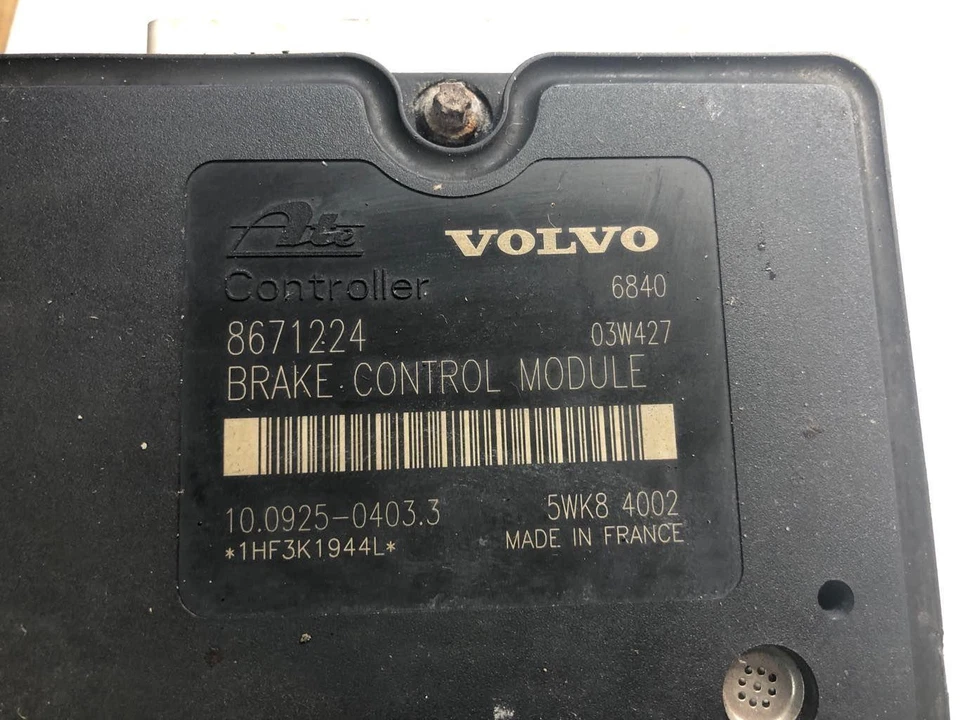 Ate VOLVO
Controller 6840
8671224 03W427
BRAKE CONTROL MODULE
10.0925-0403.3 5WK8 4002
*1HF3K1944L* MADE IN FRANCE